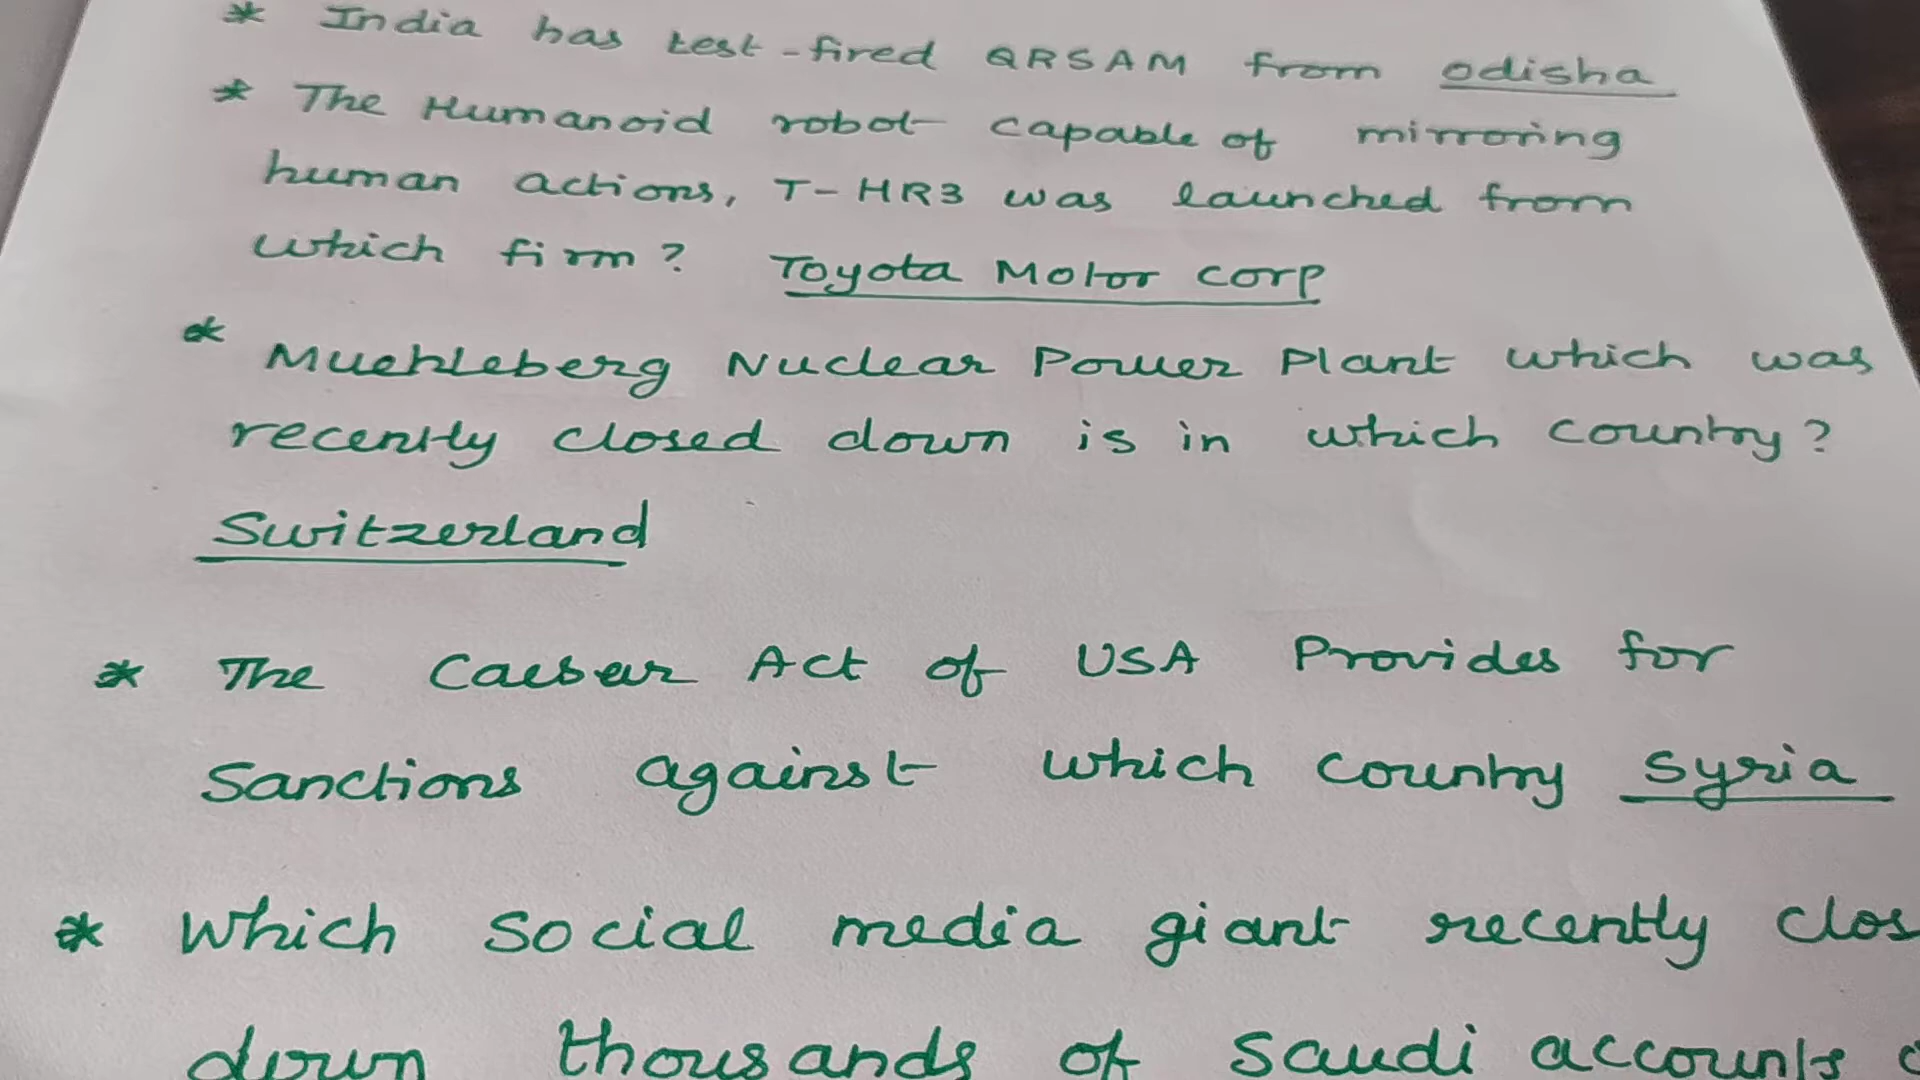 * India has test-fired QRSAM from odisha
* The Humanoid robot capable of mirroring
human actions, T-HR3 was launched from
which firm? Toyota Motor corp
* Muehleberg Nuclear Power Plant which was
recently closed down is in which country?
Switzerland
* The Caesar Act of USA Provides for
Sanctions against which country Syria
* Which social media giant recently clos
down thousands of Saudi accounts